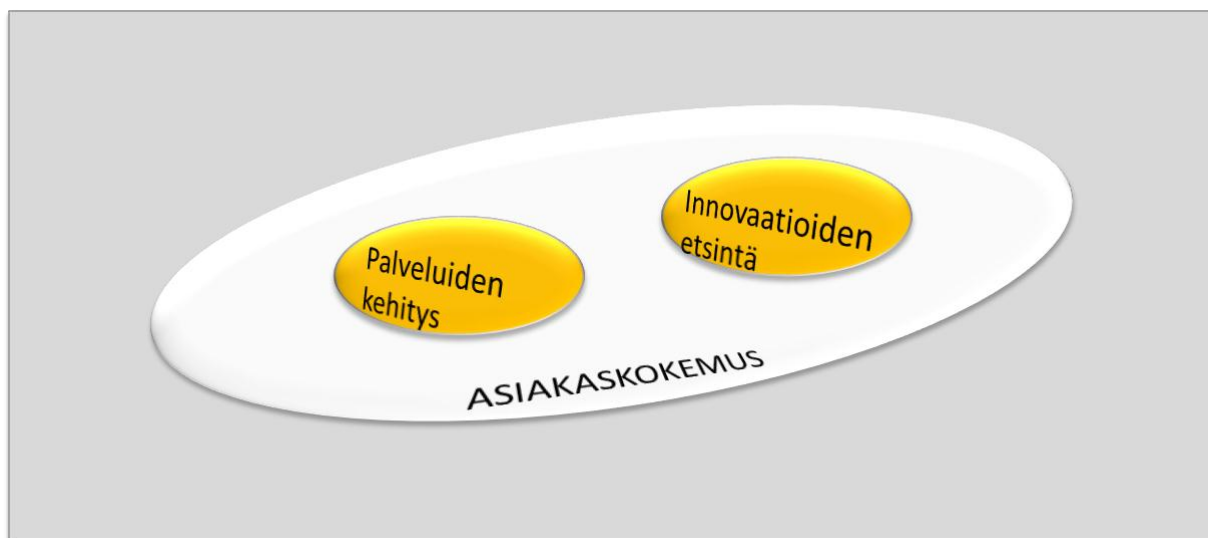 Palveluiden
kehitys
Innovaatioiden
etsintä
ASIAKASKOKEMUS